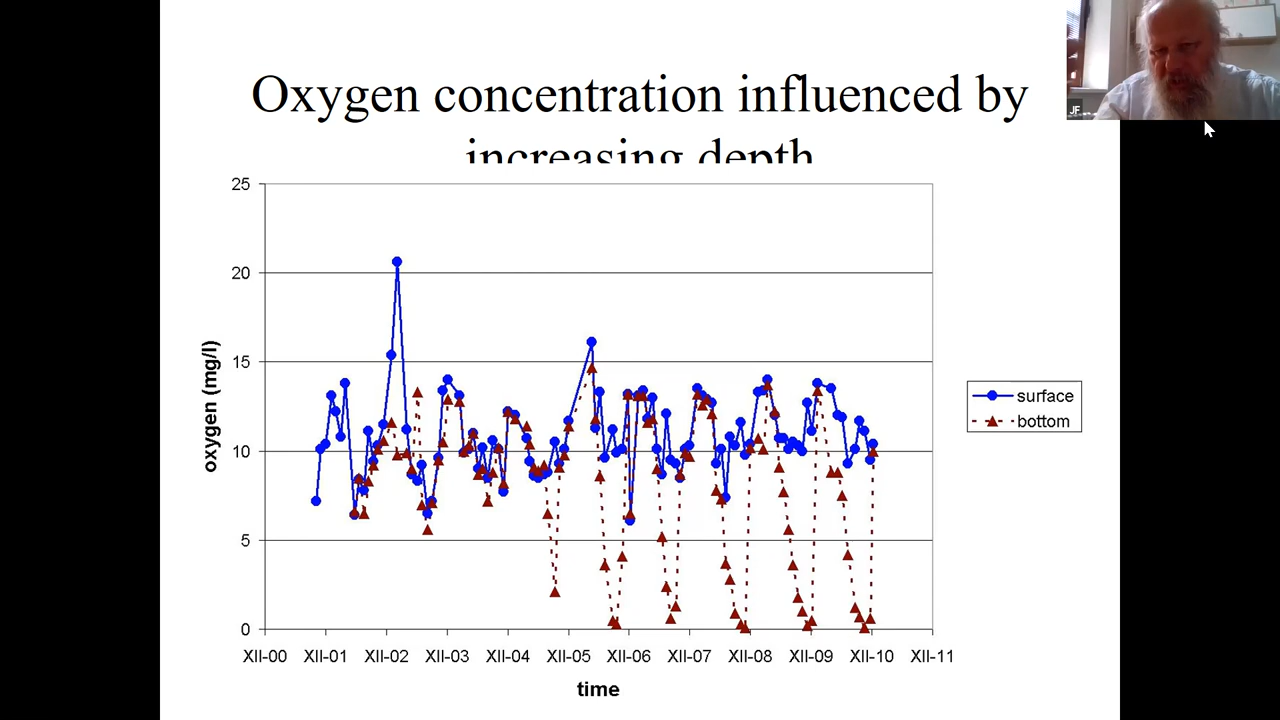 Oxygen concentration influenced by
increasing depth
JF
25
20
15
10
5
0
oxygen (mg/l)
XII-00 XII-01 XII-02 XII-03 XII-04 XII-05 XII-06 XII-07 XII-08 XII-09 XII-10 XII-11
time
surface
bottom